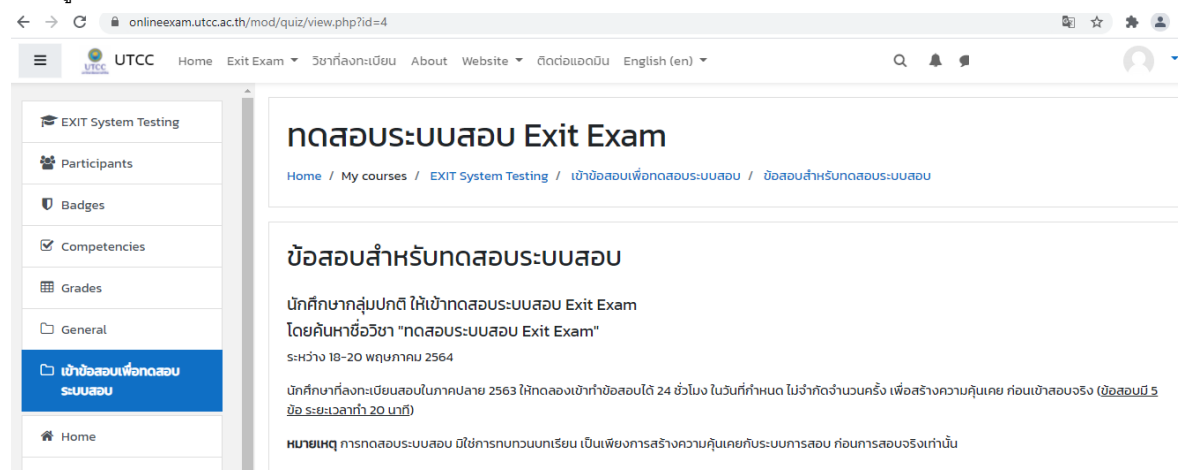 onlineexam.utcc.ac.th/mod/quiz/view.php?id=4
UTCC
UTCC Home Exit Exam วิชาที่ลงทะเบียน About Website ติดต่อแอดมิน English (en)
EXIT System Testing
Participants
Badges
Competencies
Grades
General
เข้าข้อสอบเพื่อทดสอบ
ระบบสอบ
Home
ทดสอบระบบสอบ Exit Exam
Home / My courses / EXIT System Testing / เข้าข้อสอบเพื่อทดสอบระบบสอบ / ข้อสอบสำหรับทดสอบระบบสอบ
ข้อสอบสำหรับทดสอบระบบสอบ
นักศึกษากลุ่มปกติ ให้เข้าทดสอบระบบสอบ Exit Exam
โดยค้นหาชื่อวิชา "ทดสอบระบบสอบ Exit Exam"
ระหว่าง 18-20 พฤษภาคม 2564
นักศึกษาที่ลงทะเบียนสอบในภาคปลาย 2563 ให้ทดลองเข้าทำข้อสอบได้ 24 ชั่วโมง ในวันที่กำหนด ไม่จำกัดจำนวนครั้ง เพื่อสร้างความคุ้นเคย ก่อนเข้าสอบจริง (ข้อสอบมี 5
ข้อ ระยะเวลาทำ 20 นาที)
หมายเหตุ การทดสอบระบบสอบ มิใช่การทบทวนบทเรียน เป็นเพียงการสร้างความคุ้นเคยกับระบบการสอบ ก่อนการสอบจริงเท่านั้น